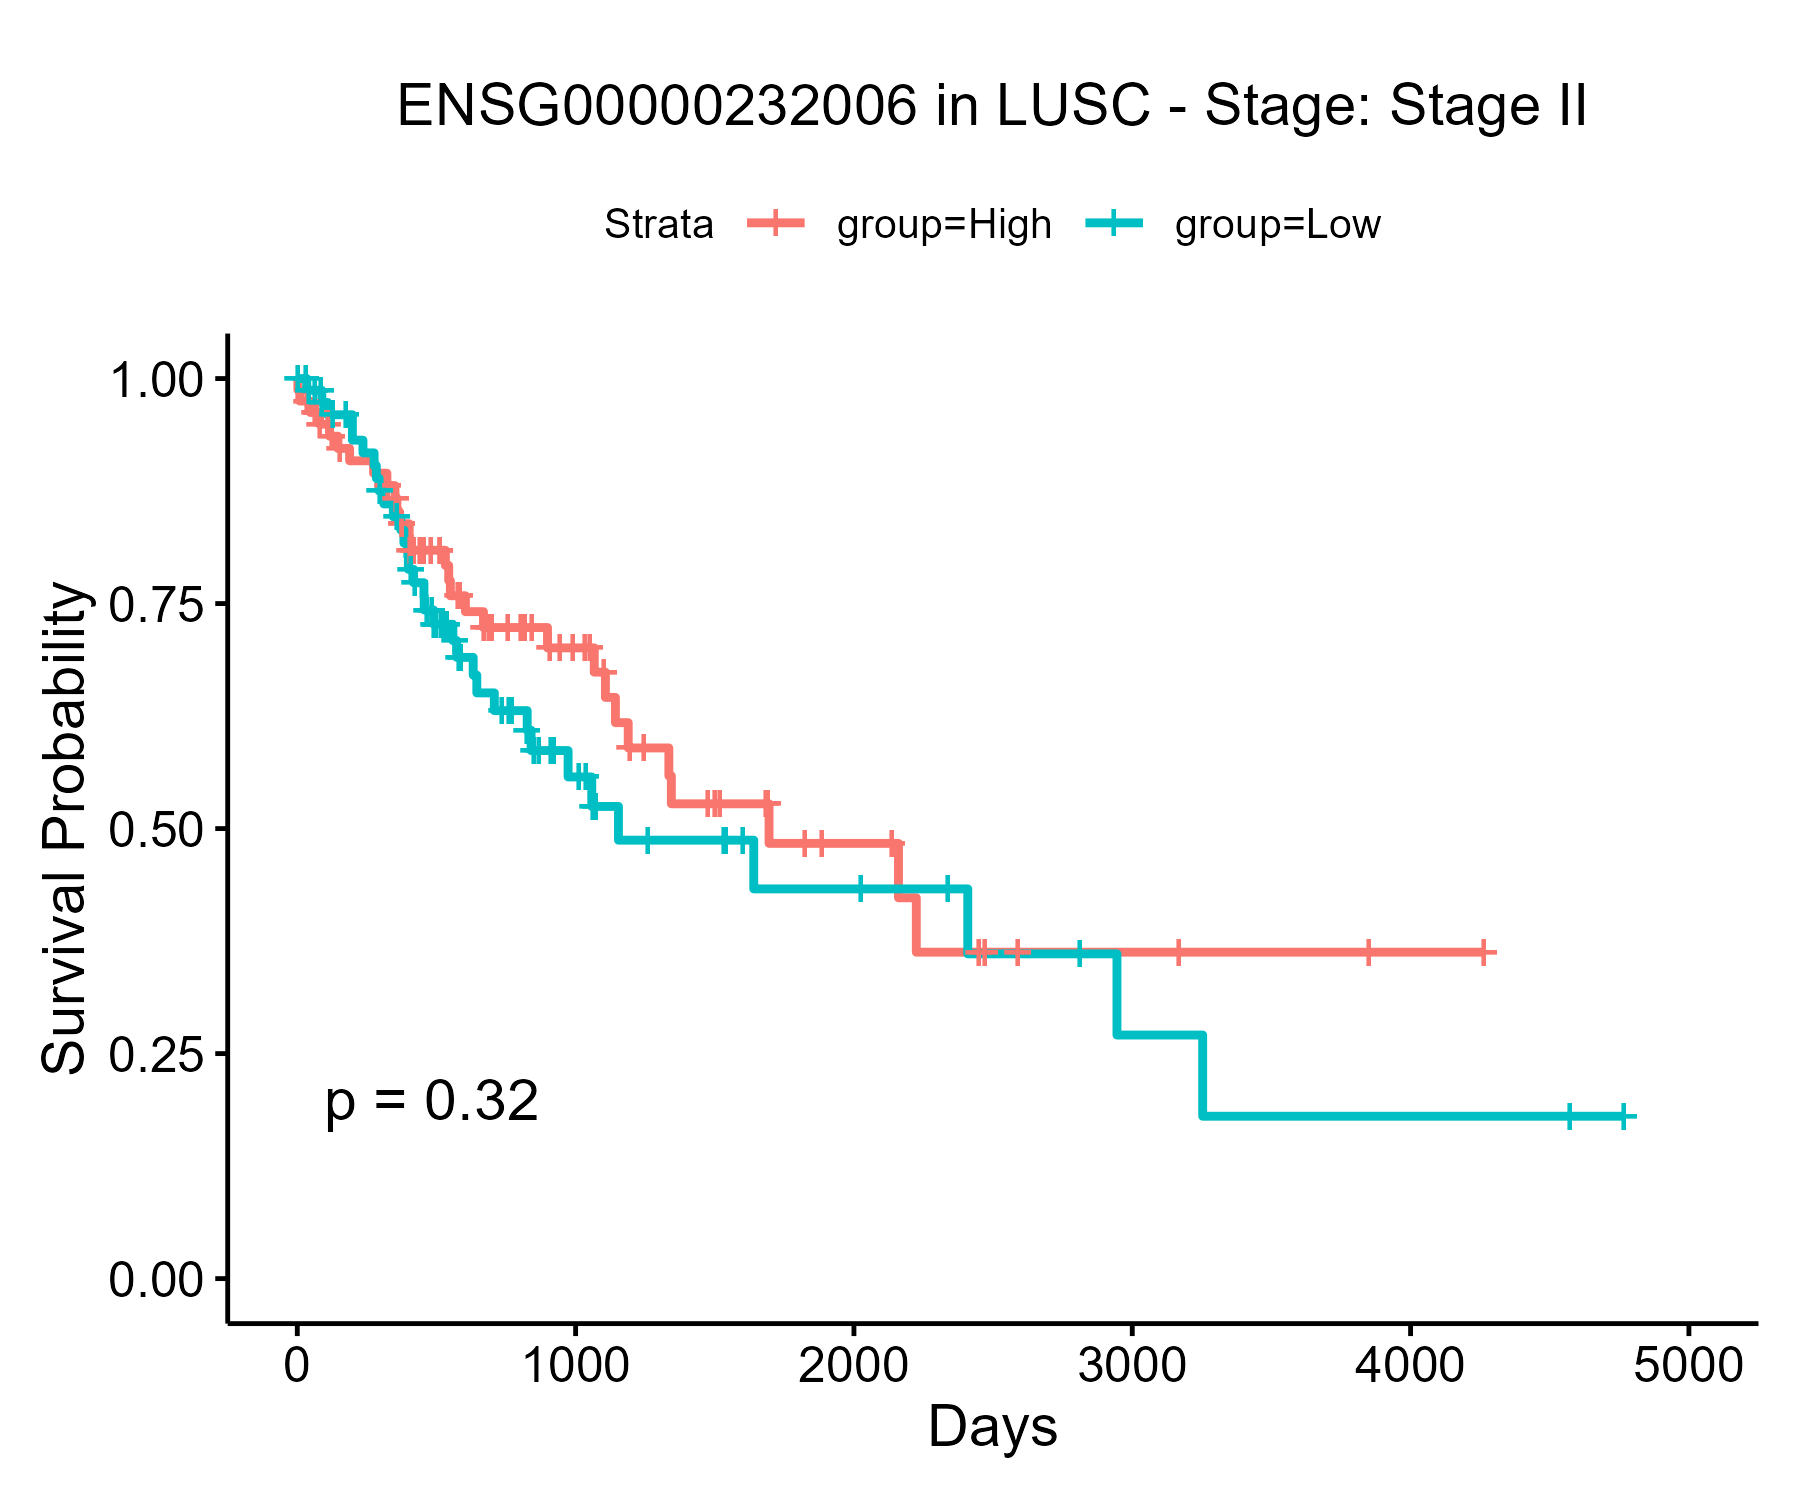 ENSG00000232006 in LUSC - Stage: Stage II
Strata group=High group=Low
Survival Probability
1.00
0.75
0.50
0.25
0.00
p = 0.32
0 1000 2000 3000 4000 5000
Days